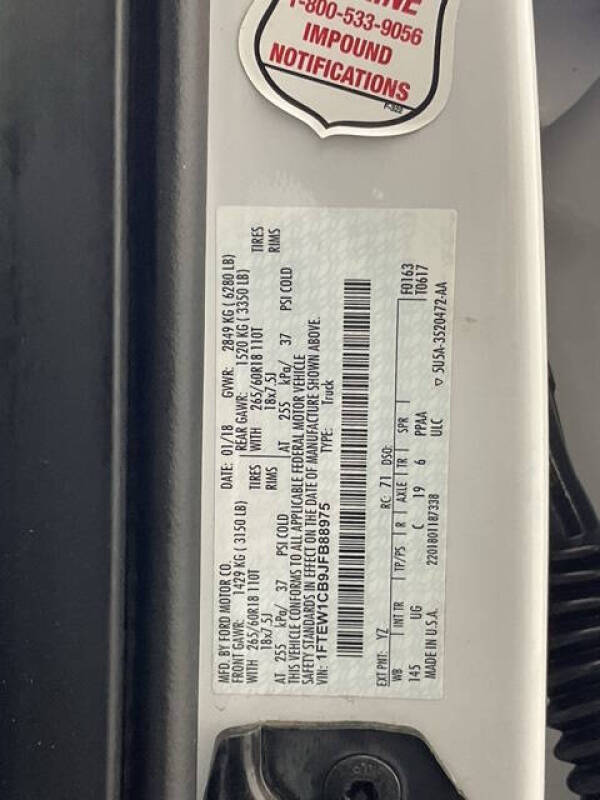 1-800-533-9056
IMPOUND
NOTIFICATIONS
MFD. BY FORD MOTOR CO.
DATE: 01/18 GVWR: 2849 KG ( 6280 LB)
FRONT GAWR: 1429 KG ( 3150 LB) REAR GAWR: 1520 KG ( 3350 LB)
WITH 265/60R18 110T TIRES WITH 265/60R18 110T TIRES
18x7.5J RIMS 18x7.5J RIMS
AT 255 kPa/ 37 PSI COLD AT 255 kPa/ 37 PSI COLD
THIS VEHICLE CONFORMS TO ALL APPLICABLE FEDERAL MOTOR VEHICLE
SAFETY STANDARDS IN EFFECT ON THE DATE OF MANUFACTURE SHOWN ABOVE.
VIN: 1FTEW1CB9JFB88975 TYPE: Truck
EXT PNT: YZ RC: 71 DSO: F0163
WB INT TR TP/PS R AXLE TR SPR T0617
145 UG C 19 6 PPAA
MADE IN U.S.A. 2201801187338 ULC
▽ 5U5A-3520472-AA